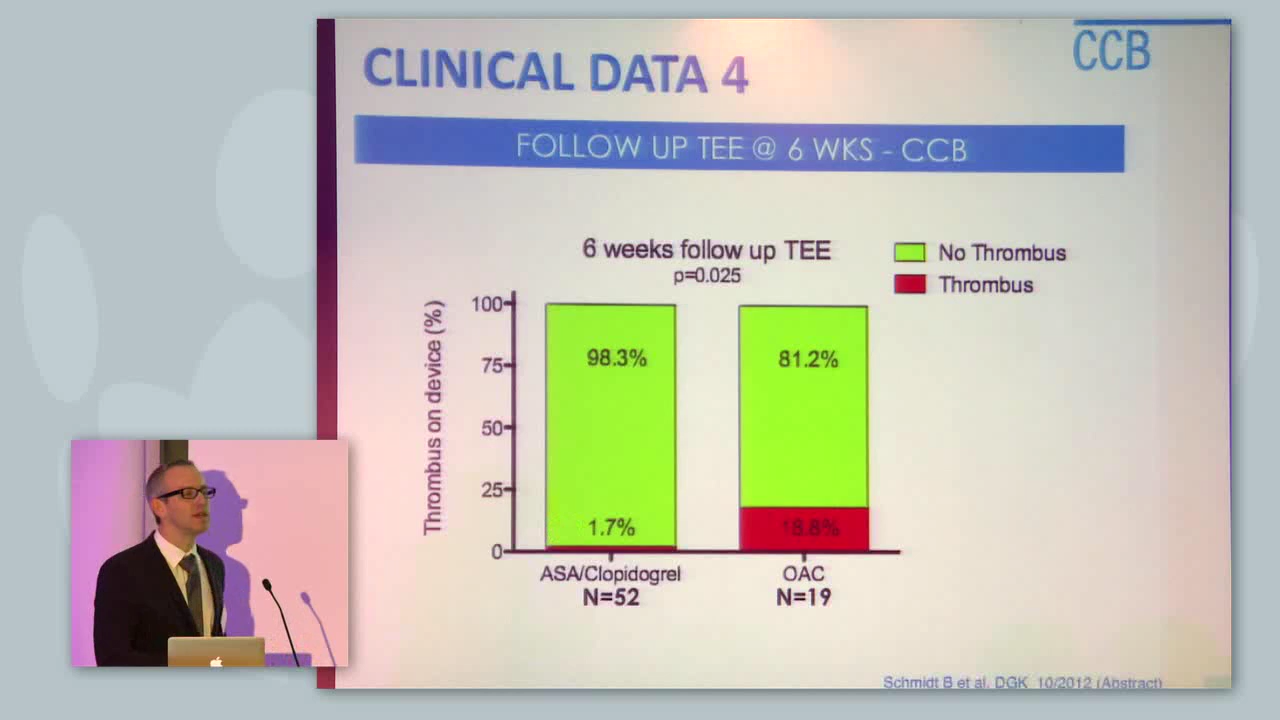 CCB
CLINICAL DATA 4
FOLLOW UP TEE @ 6 WKS - CCB
6 weeks follow up TEE
p=0.025
No Thrombus
Thrombus
Thrombus on device (%)
100
75
50
25
0
98.3%
81.2%
1.7%
18.8%
ASA/Clopidogrel
OAC
N=52
N=19
Schmidt B et al. DGK 10/2012 (Abstract)